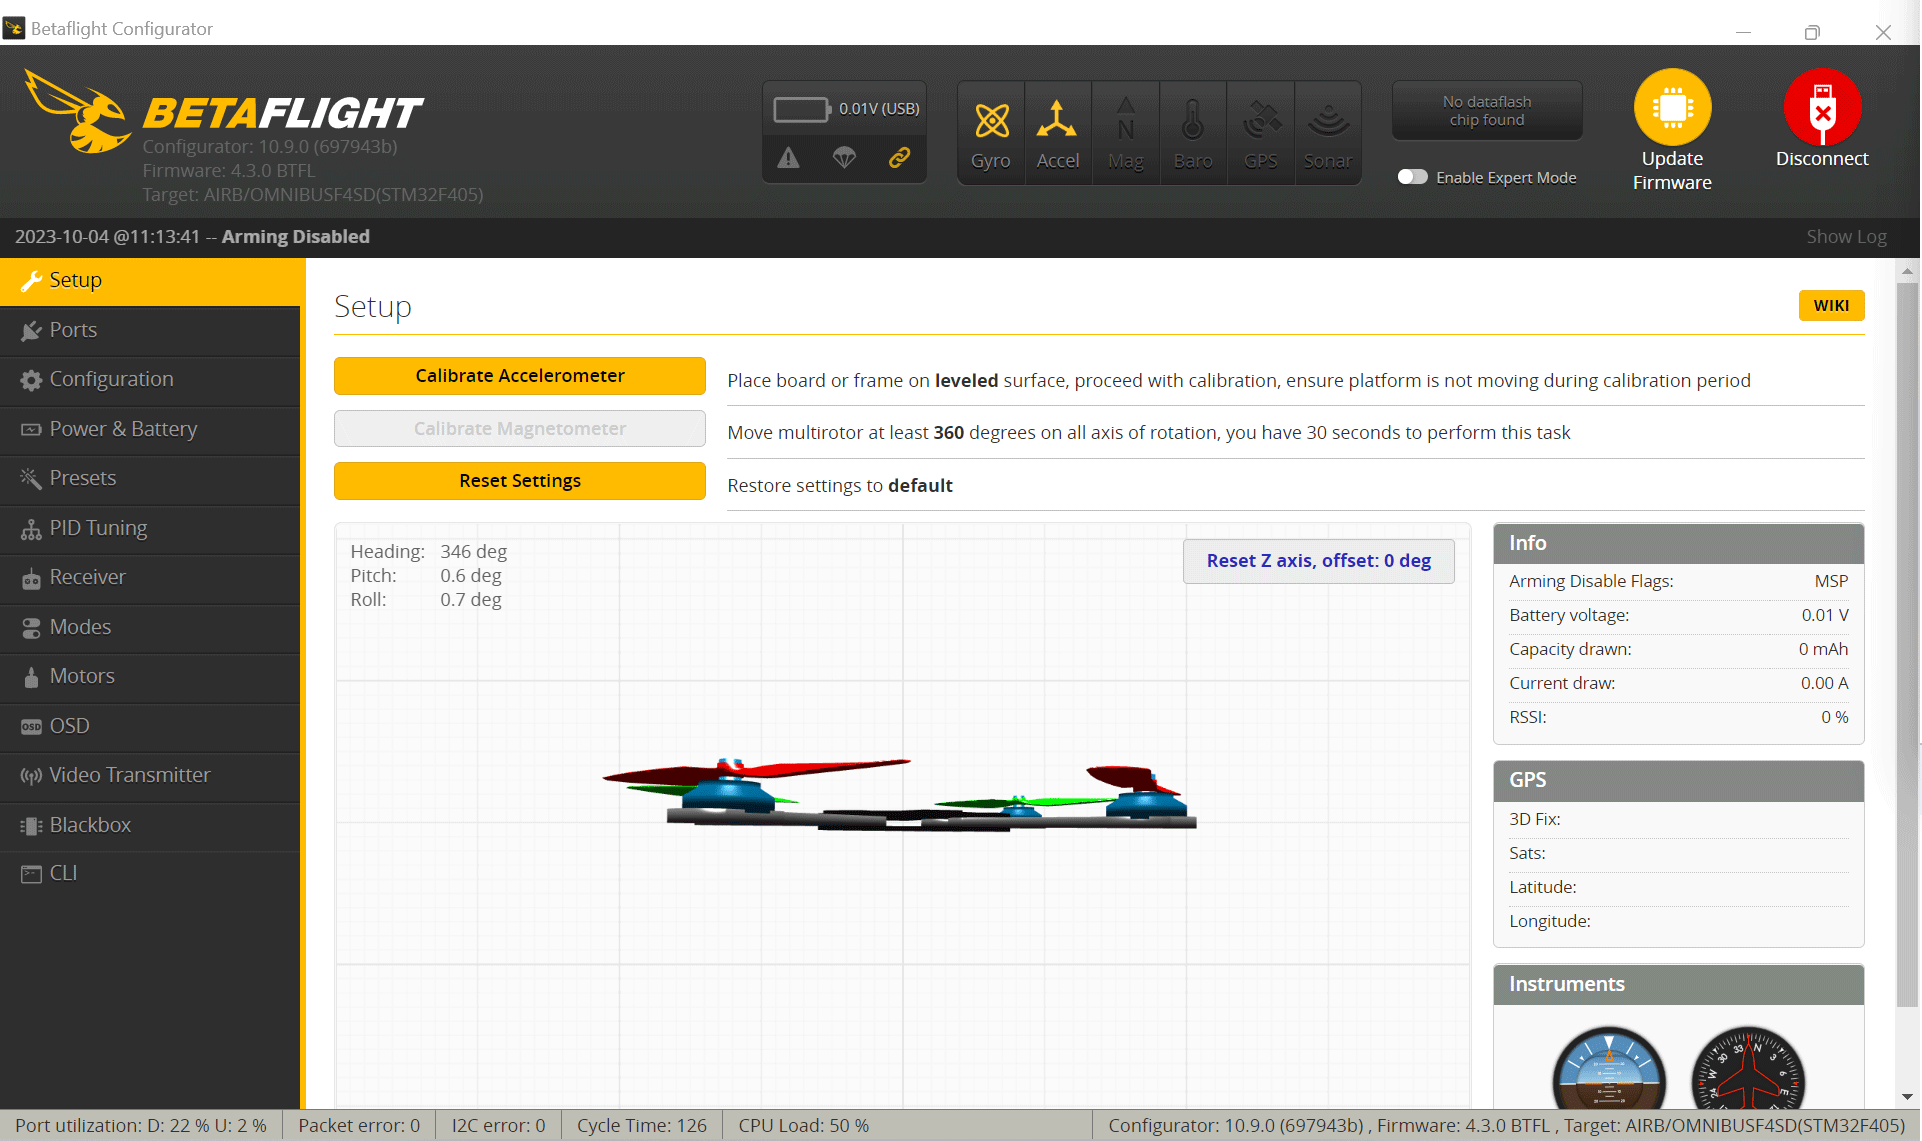 Betaflight Configurator
BETAFLIGHT
Configurator: 10.9.0 (697943b)
Firmware: 4.3.0 BTFL
Target: AIRB/OMNIBUSF4SD(STM32F405)
0.01V (USB)
Gyro
Accel
N
Mag
Baro
GPS
Sonar
No dataflash
chip found
Enable Expert Mode
Update
Firmware
Disconnect
2023-10-04 @11:13:41 -- Arming Disabled
Show Log
Setup
Ports
Configuration
Power & Battery
Presets
PID Tuning
Receiver
Modes
Motors
OSD OSD
Video Transmitter
Blackbox
CLI
Setup
WIKI
Calibrate Accelerometer
Place board or frame on leveled surface, proceed with calibration, ensure platform is not moving during calibration period
Calibrate Magnetometer
Move multirotor at least 360 degrees on all axis of rotation, you have 30 seconds to perform this task
Reset Settings
Restore settings to default
Heading: 346 deg
Pitch: 0.6 deg
Roll: 0.7 deg
Reset Z axis, offset: 0 deg
Info
Arming Disable Flags: MSP
Battery voltage: 0.01 V
Capacity drawn: 0 mAh
Current draw: 0.00 A
RSSI: 0 %
GPS
3D Fix:
Sats:
Latitude:
Longitude:
Instruments
33 N 3
30 6
W E
24
Port utilization: D: 22 % U: 2 %
Packet error: 0
I2C error: 0
Cycle Time: 126
CPU Load: 50 %
Configurator: 10.9.0 (697943b) , Firmware: 4.3.0 BTFL , Target: AIRB/OMNIBUSF4SD(STM32F405)